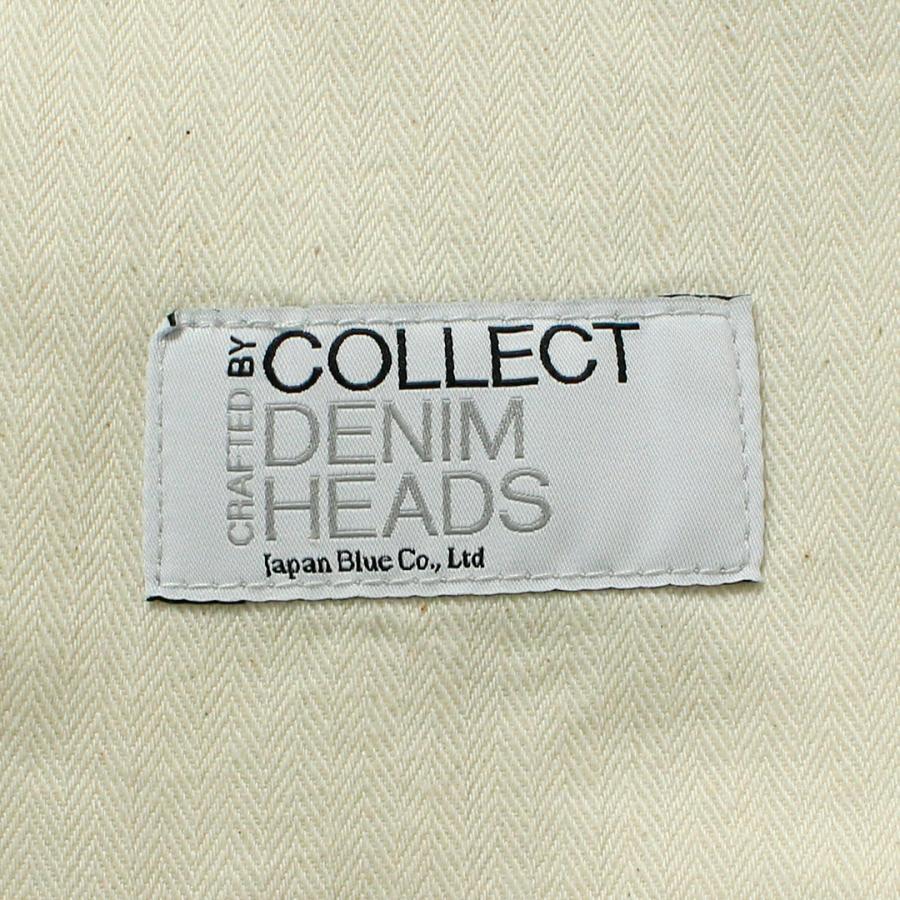 CRAFTED BY
COLLECT
DENIM
HEADS
Japan Blue Co., Ltd